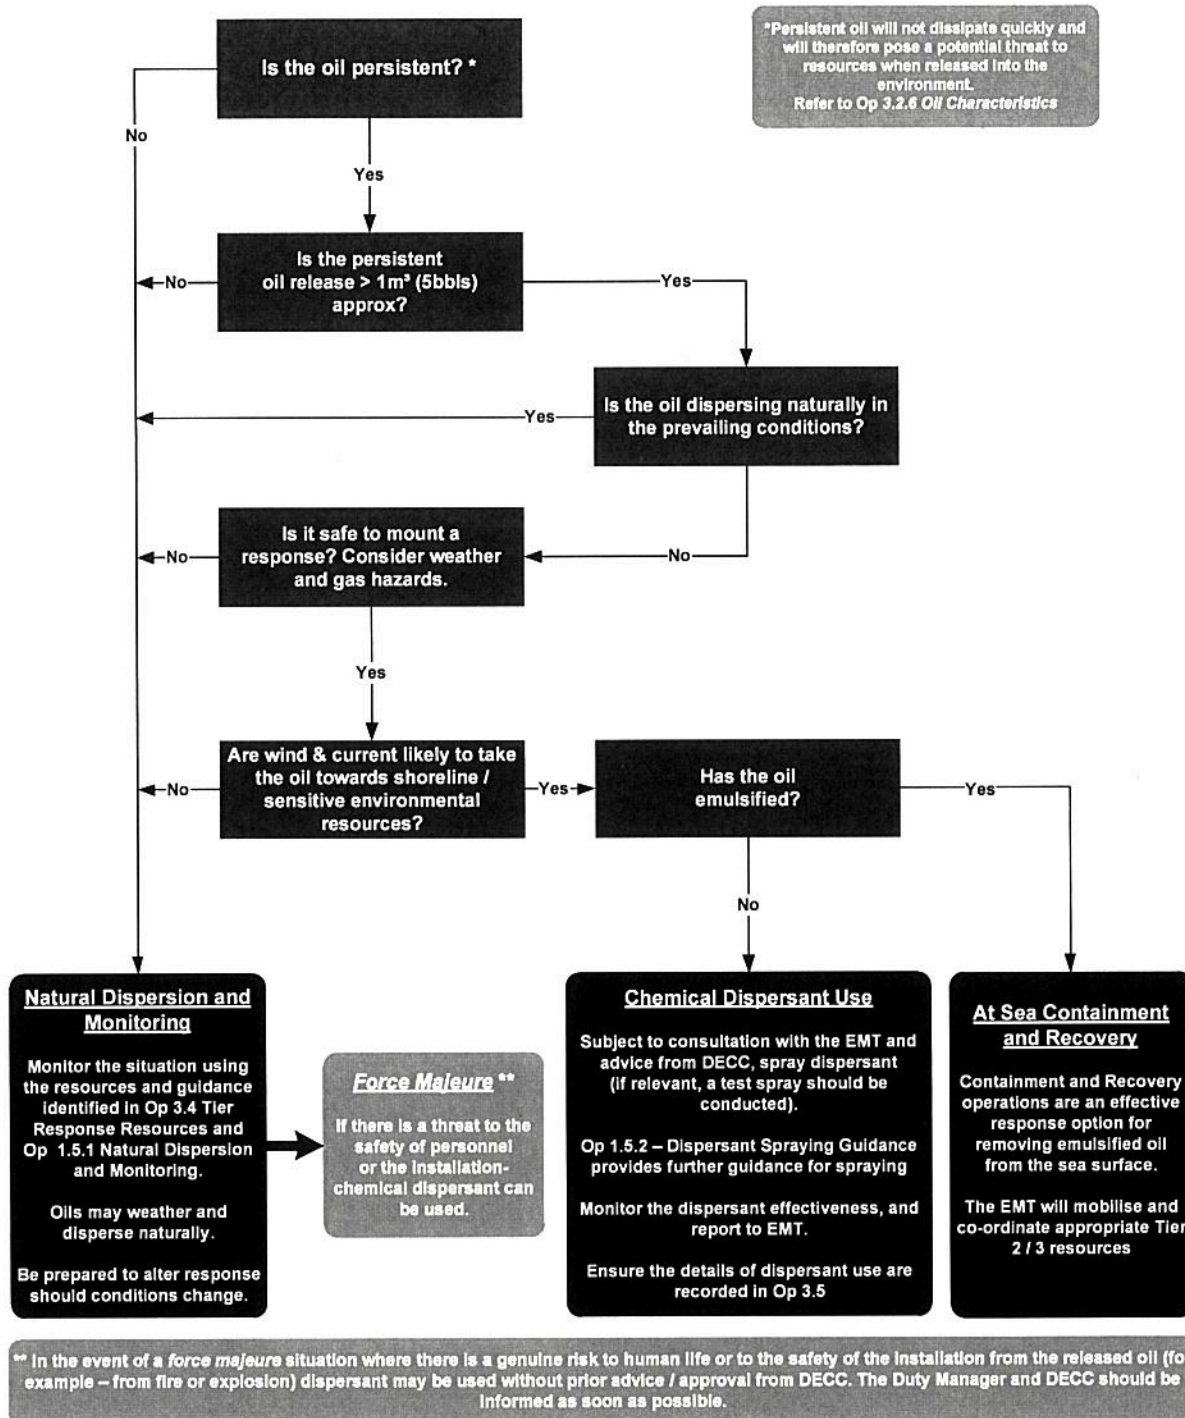 *Persistent oil will not dissipate quickly and
will therefore pose a potential threat to
resources when released into the
environment.
Refer to Op 3.2.6 Oil Characteristics
Is the oil persistent? *
No
Yes
Is the persistent
oil release > 1m³ (5bbls)
approx?
No
Yes
Is the oil dispersing naturally in
the prevailing conditions?
Yes
Is it safe to mount a
response? Consider weather
and gas hazards.
No
No
Yes
Are wind & current likely to take
the oil towards shoreline /
sensitive environmental
resources?
No
Yes
Has the oil
emulsified?
Yes
No
Natural Dispersion and
Monitoring
Monitor the situation using
the resources and guidance
identified in Op 3.4 Tier
Response Resources and
Op 1.5.1 Natural Dispersion
and Monitoring.
Oils may weather and
disperse naturally.
Be prepared to alter response
should conditions change.
Force Majeure **
If there is a threat to the
safety of personnel
or the installation-
chemical dispersant can
be used.
Chemical Dispersant Use
Subject to consultation with the EMT and
advice from DECC, spray dispersant
(if relevant, a test spray should be
conducted).
Op 1.5.2 – Dispersant Spraying Guidance
provides further guidance for spraying
Monitor the dispersant effectiveness, and
report to EMT.
Ensure the details of dispersant use are
recorded in Op 3.5
At Sea Containment
and Recovery
Containment and Recovery
operations are an effective
response option for
removing emulsified oil
from the sea surface.
The EMT will mobilise and
co-ordinate appropriate Tier
2 / 3 resources
** In the event of a force majeure situation where there is a genuine risk to human life or to the safety of the installation from the released oil (fo
example – from fire or explosion) dispersant may be used without prior advice / approval from DECC. The Duty Manager and DECC should be
informed as soon as possible.